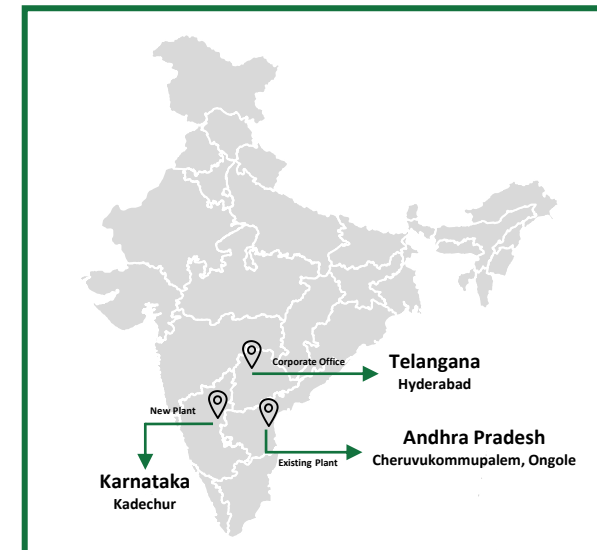 Corporate Office
Telangana
Hyderabad
New Plant
Andhra Pradesh
Cheruvukommupalem, Ongole
Existing Plant
Karnataka
Kadechur